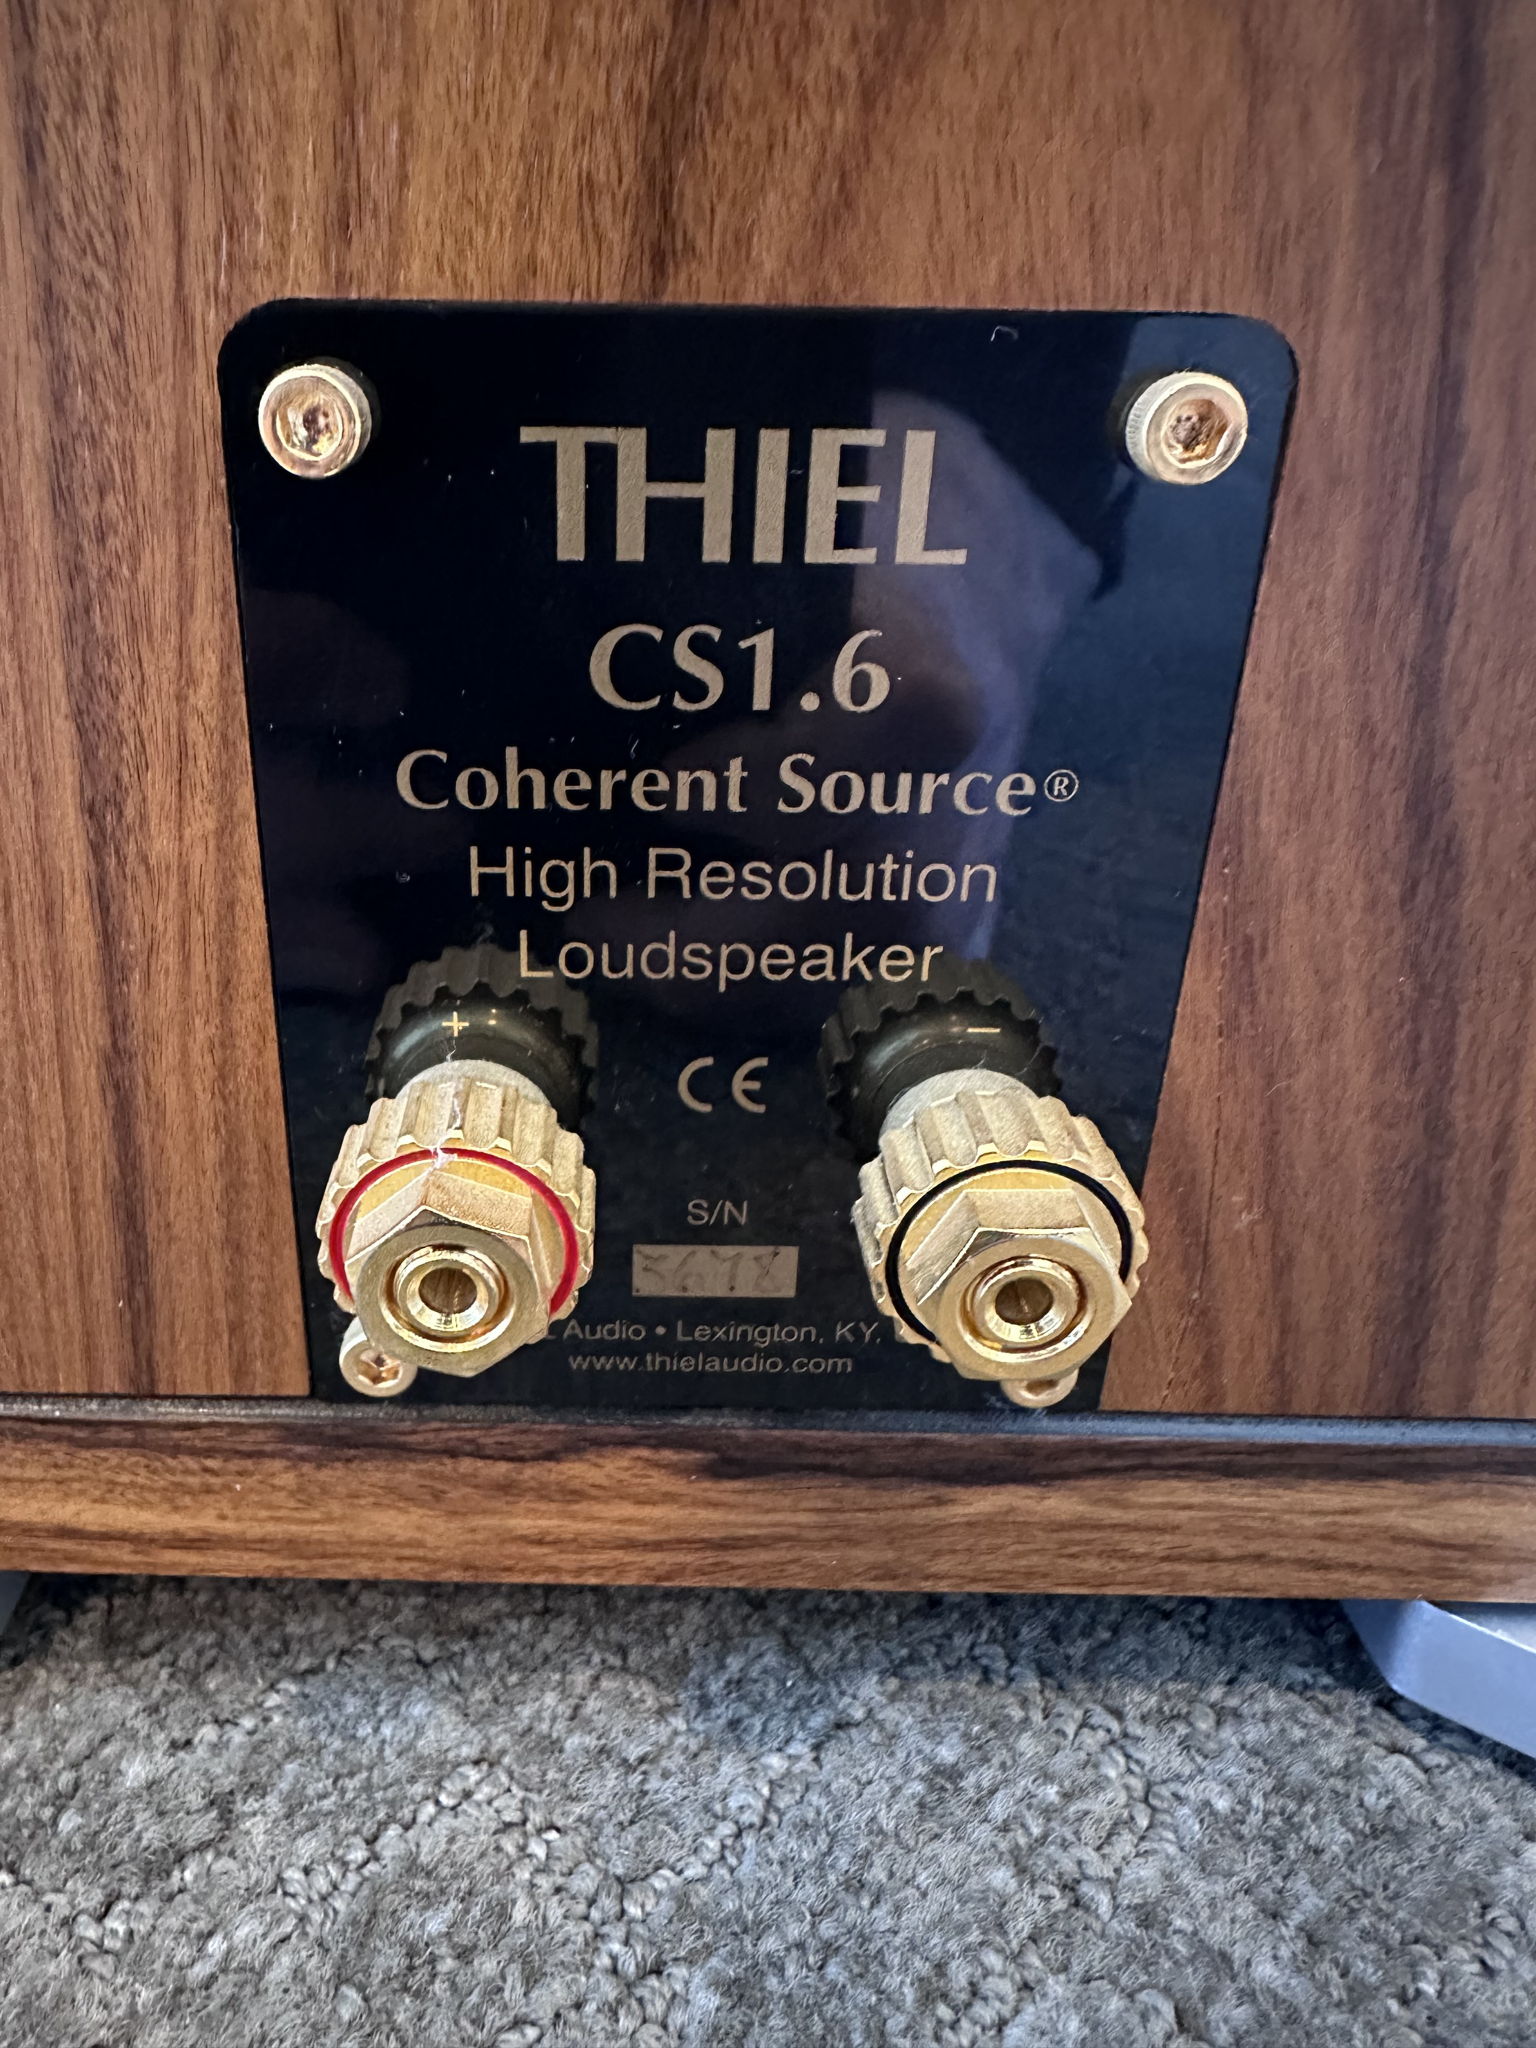 THIEL
CS1.6
Coherent Source®
High Resolution
Loudspeaker
+ −
CE
S/N
Audio • Lexington, KY,
www.thielaudio.com